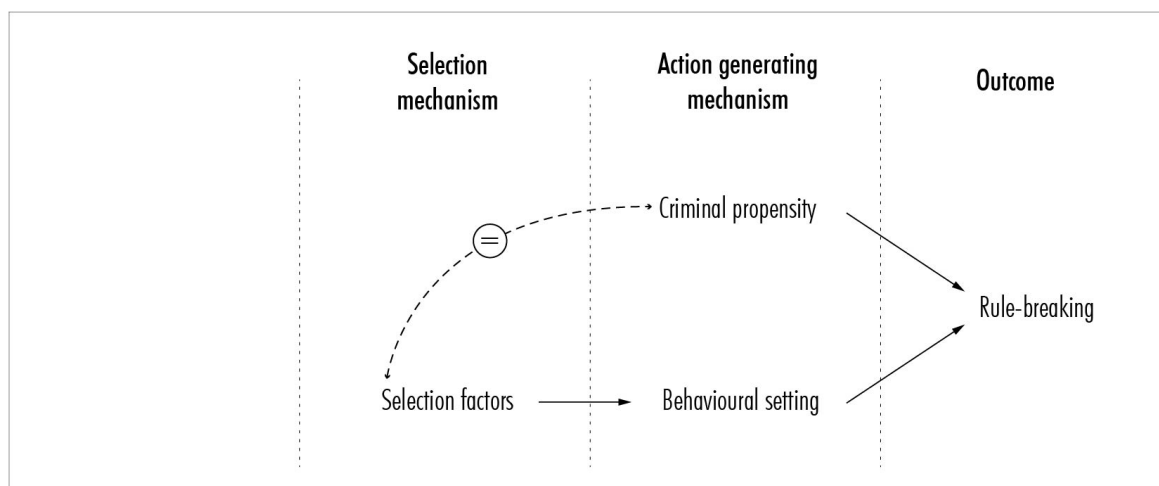 Selection
mechanism
Action generating
mechanism
Outcome
=
Criminal propensity
Rule-breaking
Selection factors
Behavioural setting